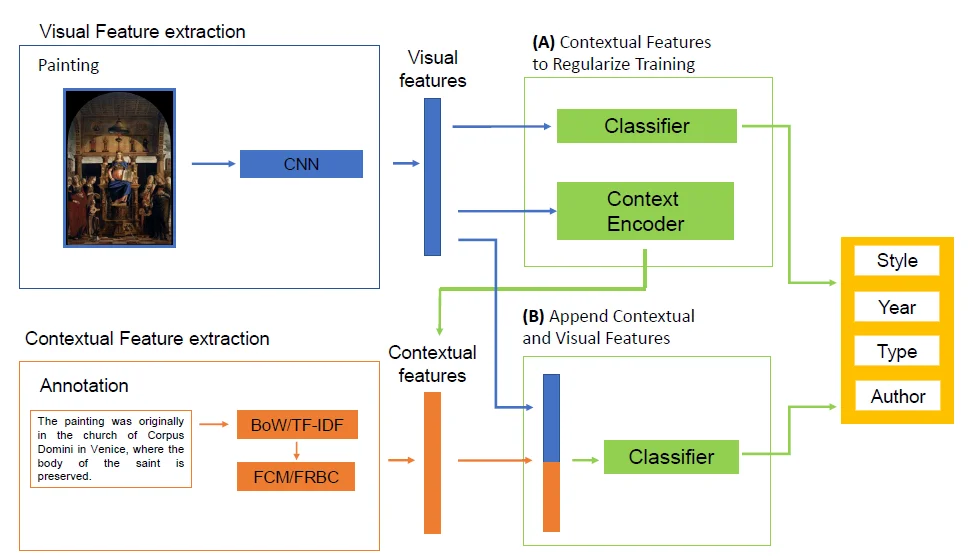 Visual Feature extraction
Painting
CNN
Visual
features
(A) Contextual Features
to Regularize Training
Classifier
Context
Encoder
Style
Year
Type
Author
Contextual Feature extraction
Annotation
The painting was originally
in the church of Corpus
Domini in Venice, where the
body of the saint is
preserved.
BoW/TF-IDF
FCM/FRBC
Contextual
features
(B) Append Contextual
and Visual Features
Classifier